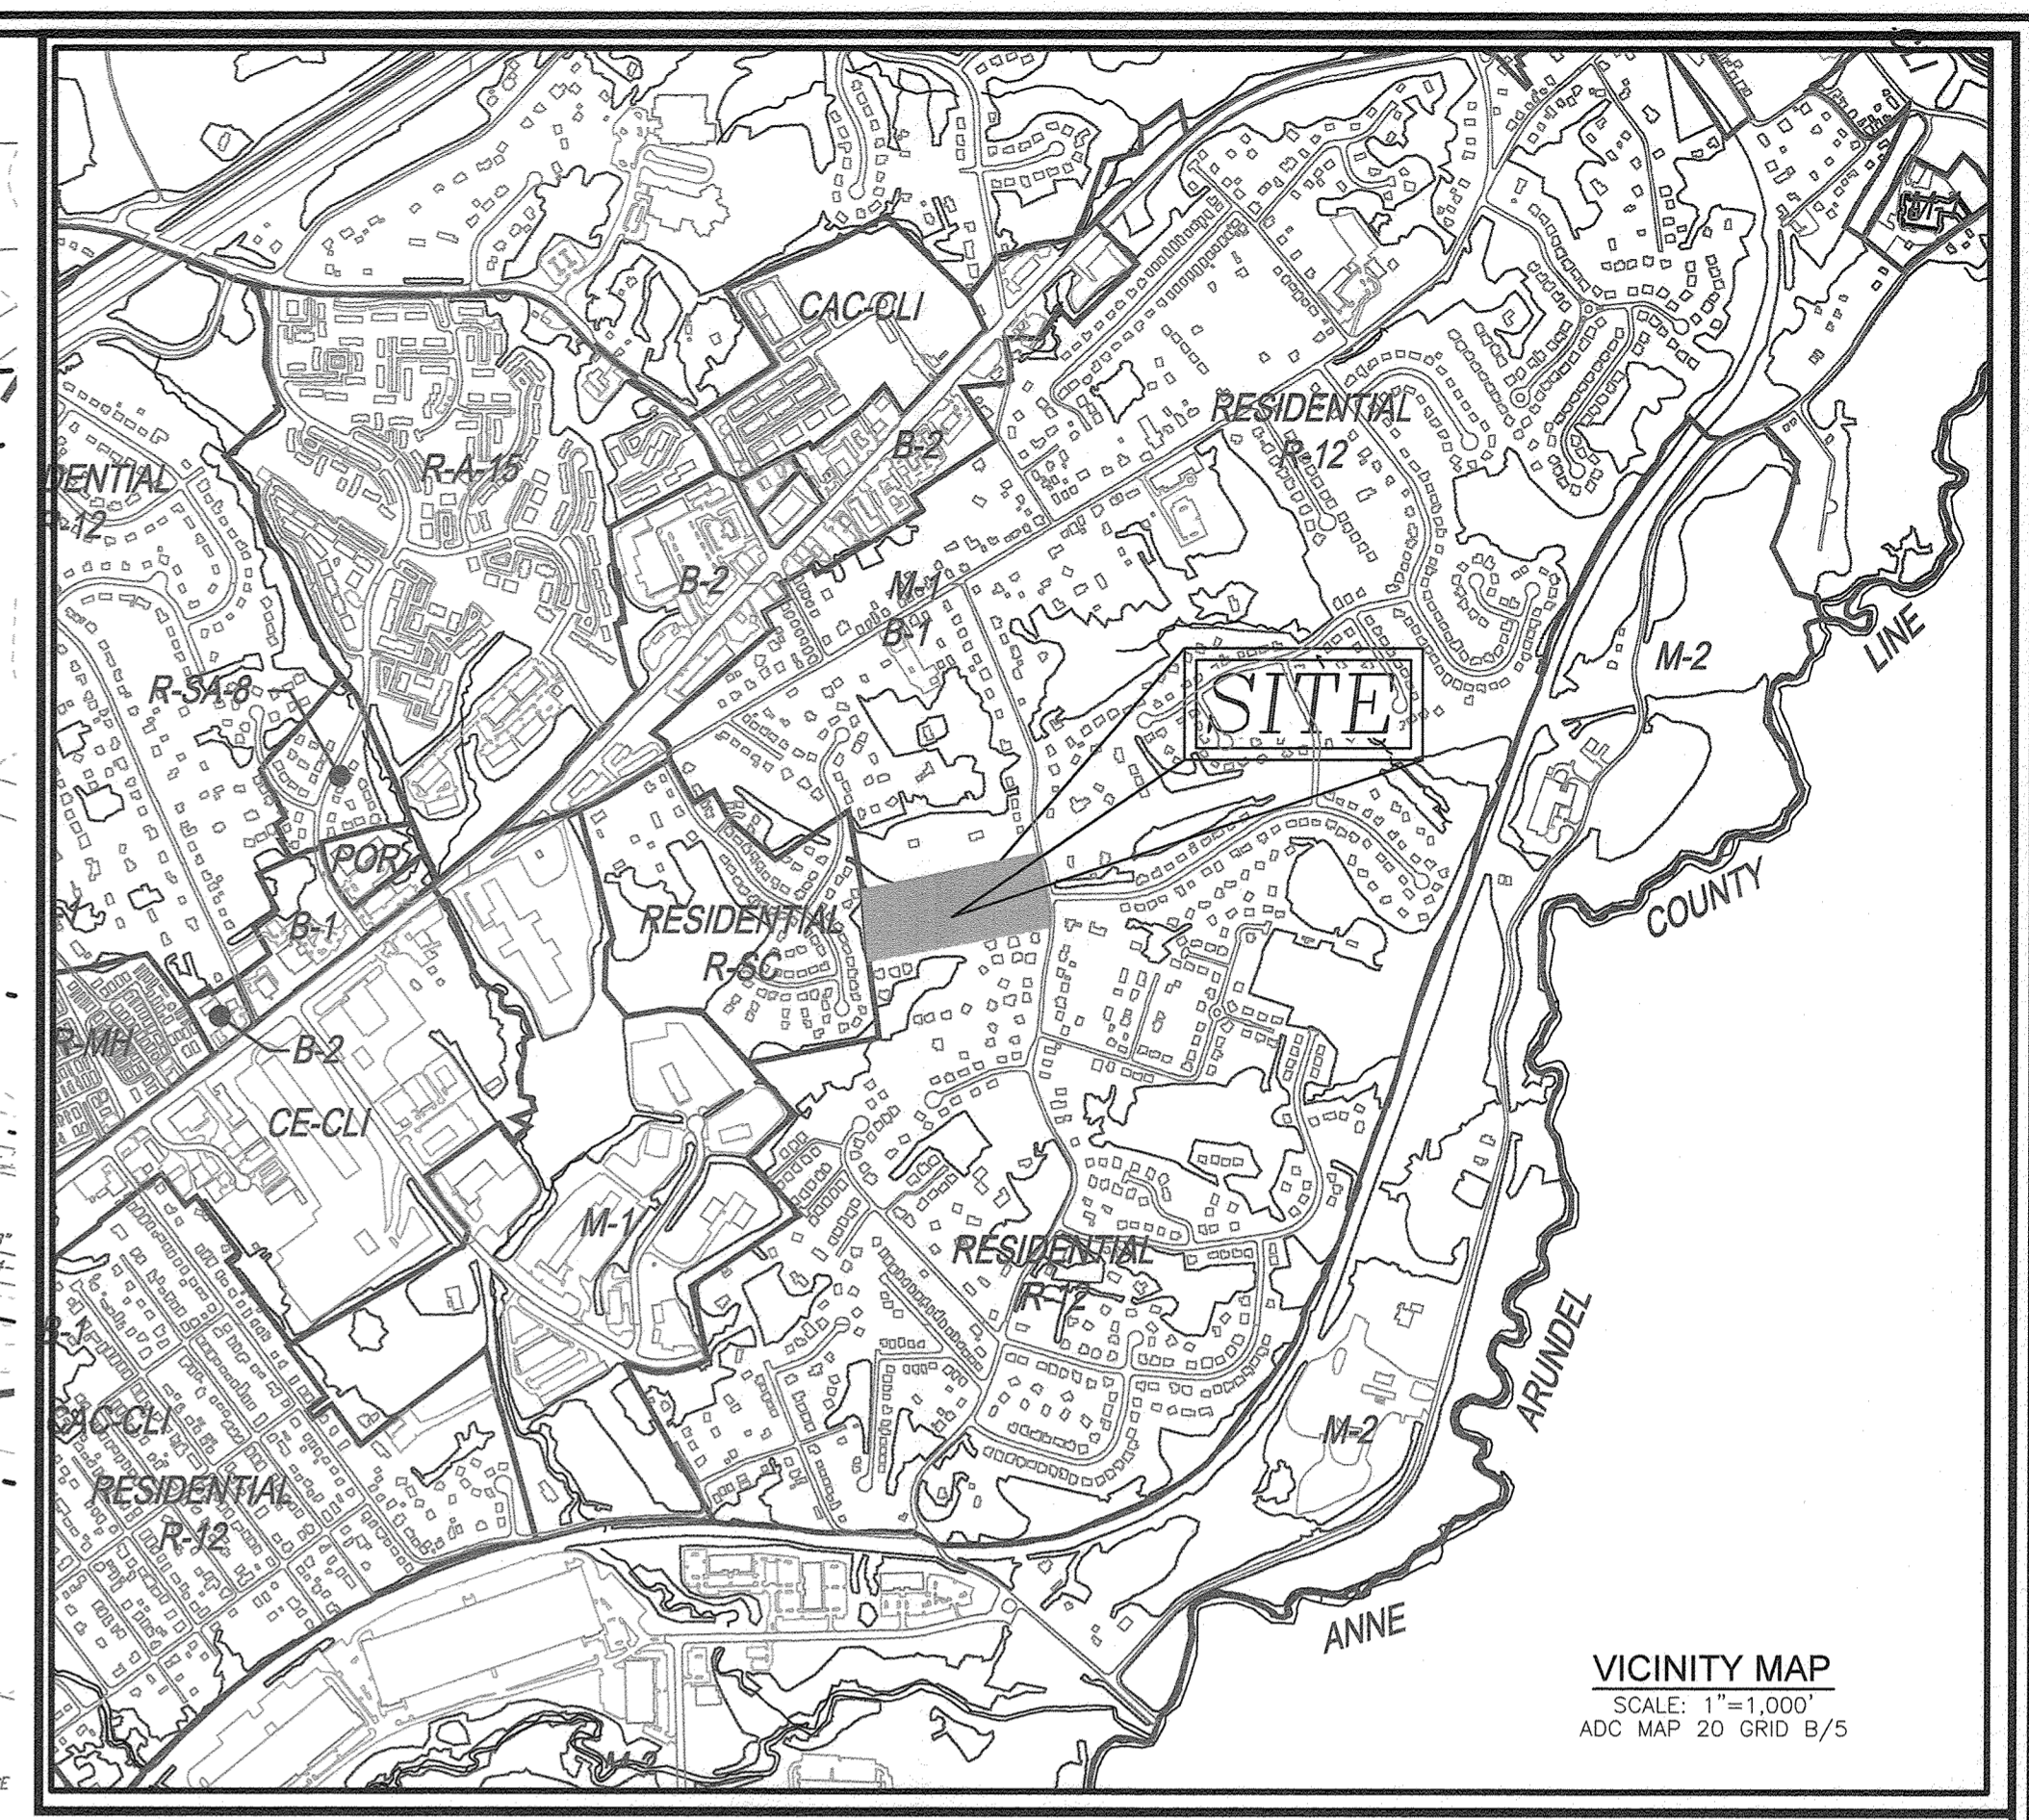 CAC-CLI
RESIDENTIAL
R-12
B-2
R-A-15
DENTIAL
R-12
B-2
M-1
B-1
M-2
LINE
R-SA-8
SITE
POR
COUNTY
B-1
RESIDENTIAL
R-SC
R-MH
B-2
CE-CLI
M-1
RESIDENTIAL
R-12
B-1
ARUNDEL
CAC-CLI
M-2
RESIDENTIAL
R-12
ANNE
VICINITY MAP
SCALE: 1"=1,000'
ADC MAP 20 GRID B/5